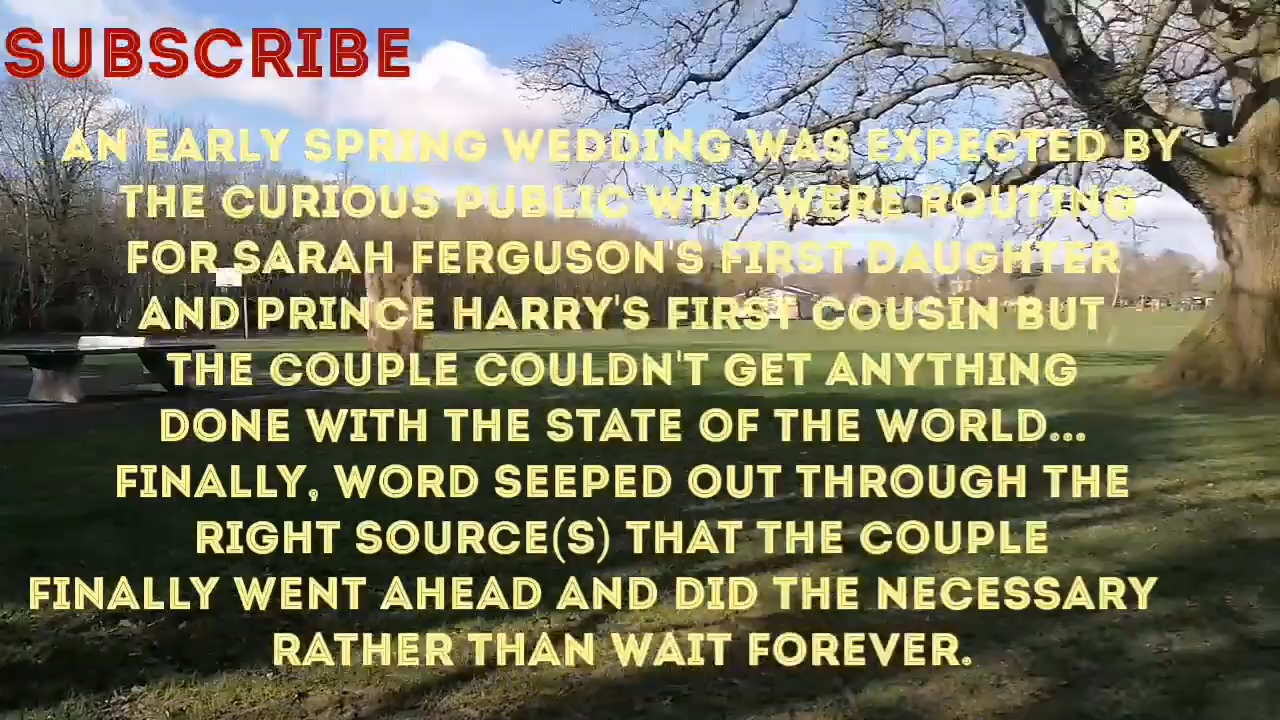 SUBSCRIBE
AN EARLY SPRING WEDDING WAS EXPECTED BY
THE CURIOUS PUBLIC WHO WERE ROUTING
FOR SARAH FERGUSON'S FIRST DAUGHTER
AND PRINCE HARRY'S FIRST COUSIN BUT
THE COUPLE COULDN'T GET ANYTHING
DONE WITH THE STATE OF THE WORLD...
FINALLY, WORD SEEPED OUT THROUGH THE
RIGHT SOURCE(S) THAT THE COUPLE
FINALLY WENT AHEAD AND DID THE NECESSARY
RATHER THAN WAIT FOREVER.